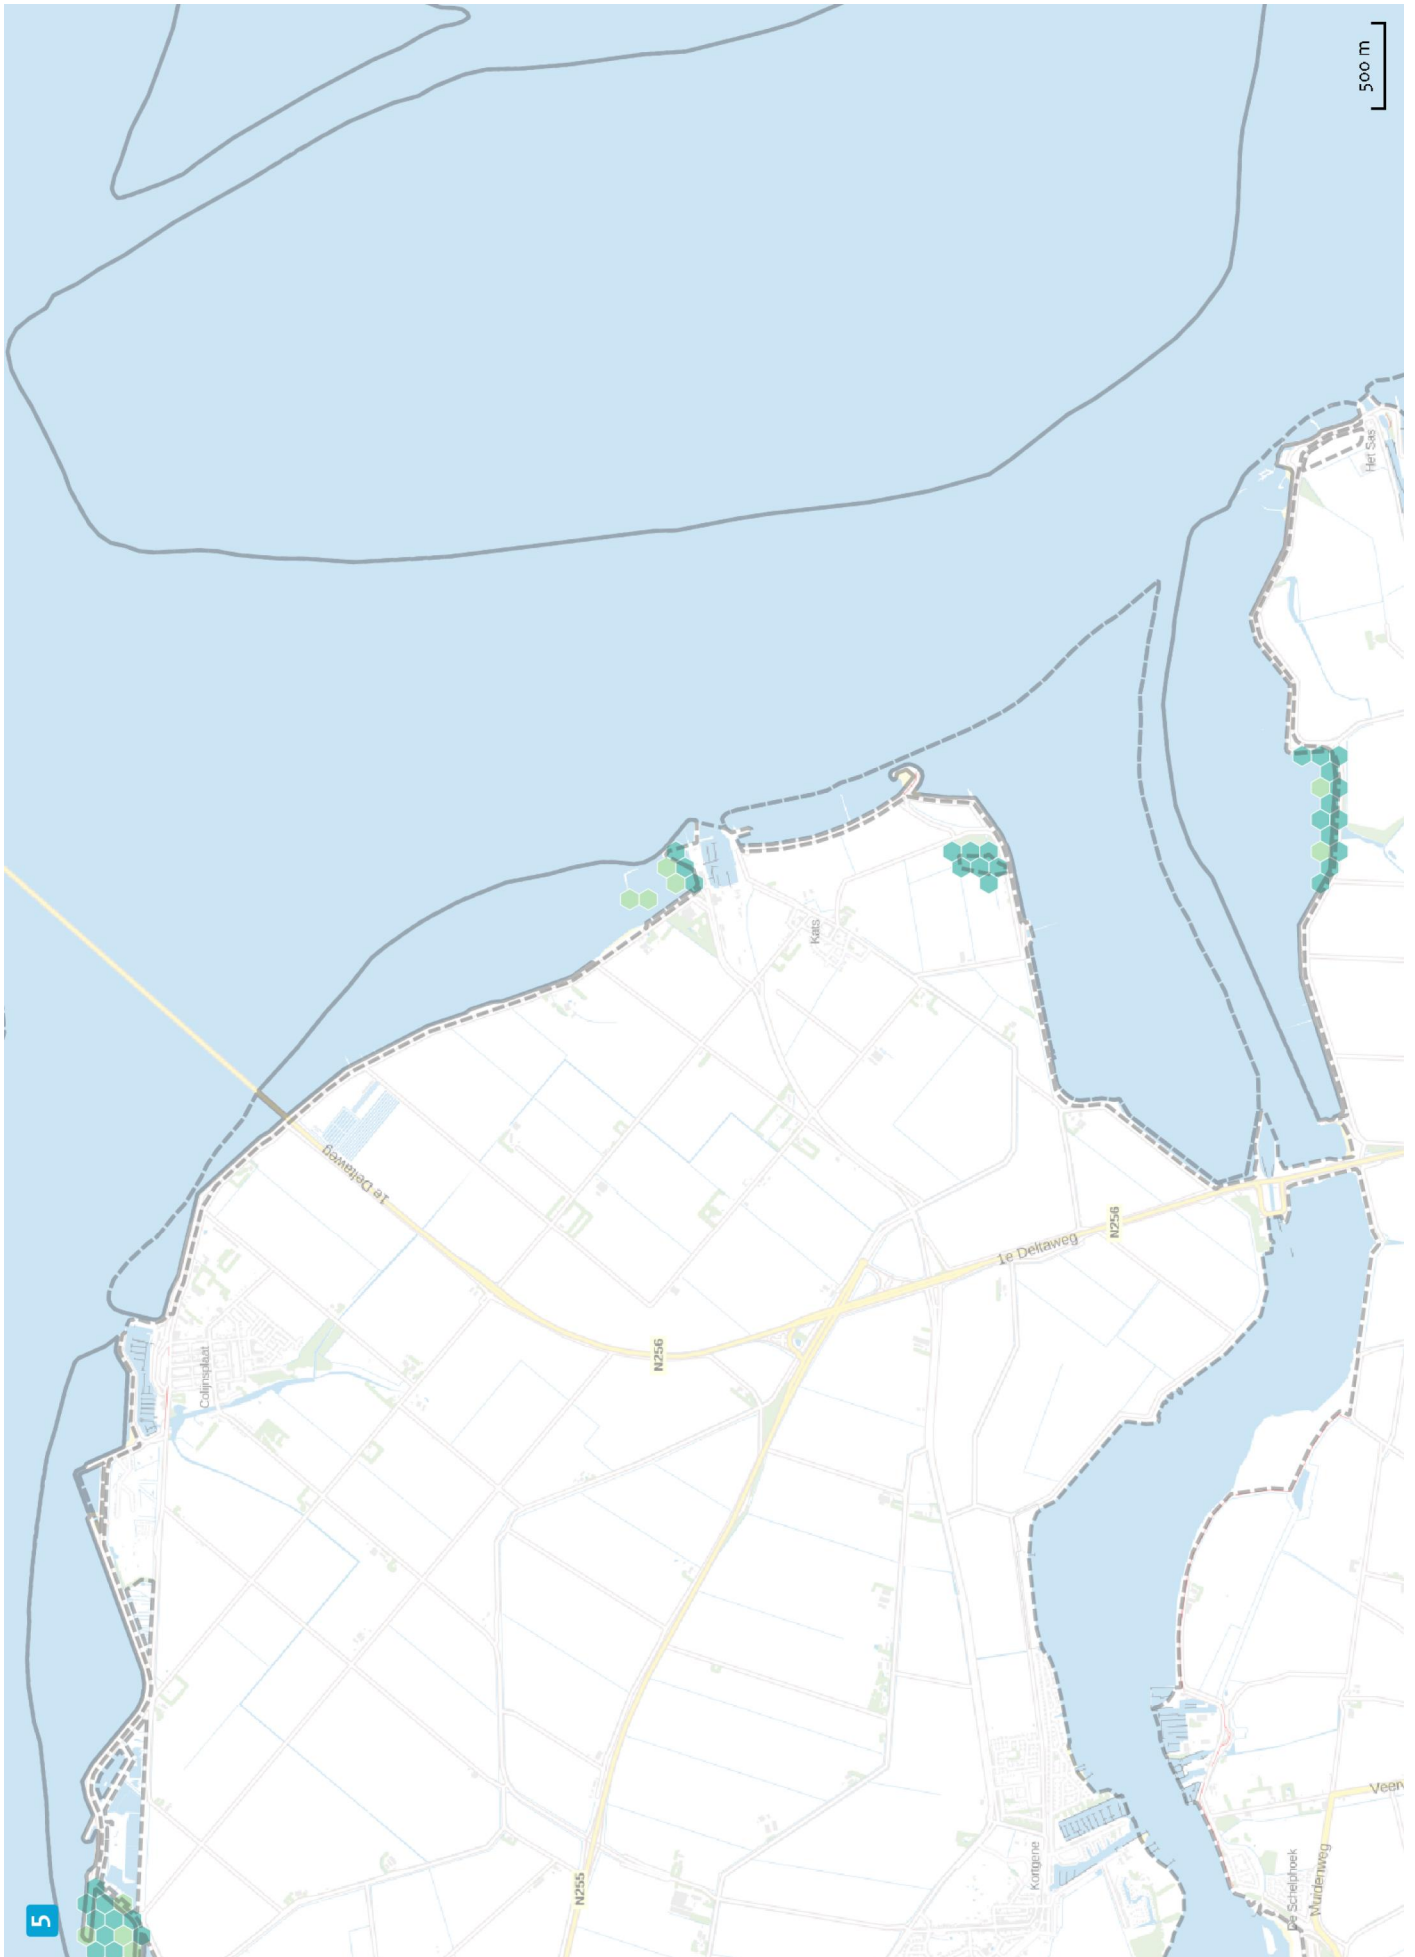 5
500 m
Het Sas
Kats
1e Deltaweg
N256
1e Deltaweg
N256
Colijnsplaat
N255
Kortgene
De Schelphoek
Muidenweg